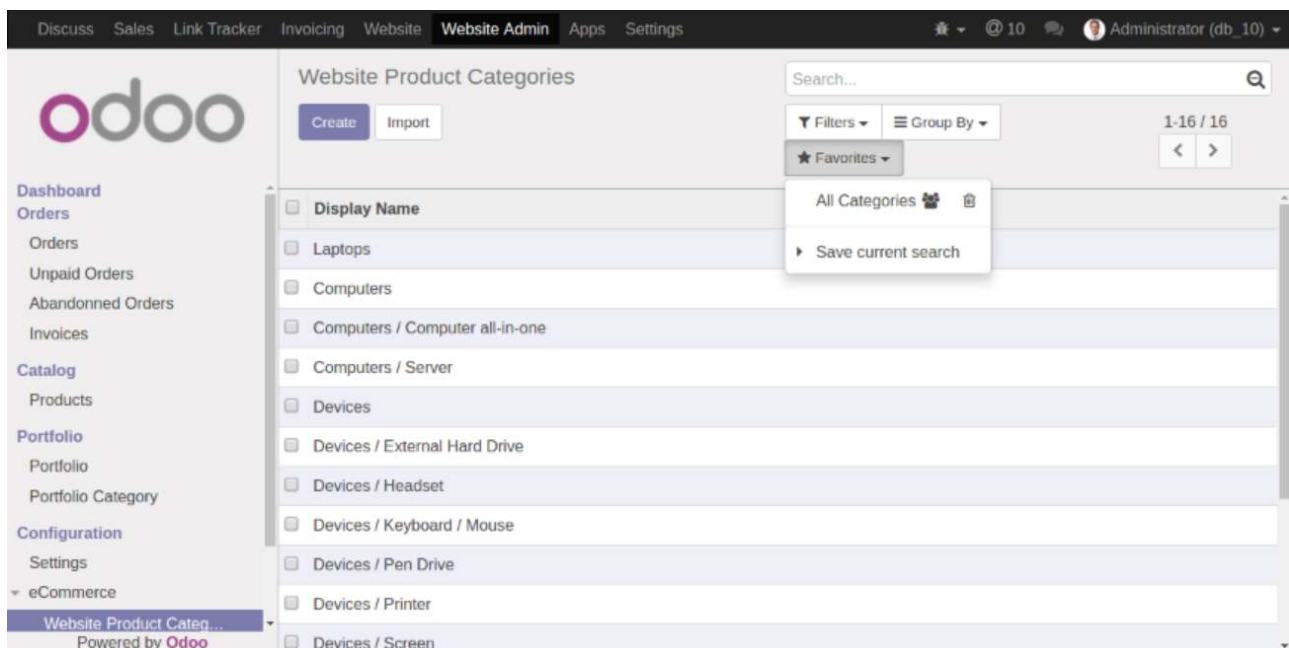 Discuss Sales Link Tracker Invoicing Website Website Admin Apps Settings @ 10 Administrator (db_10)
odoo
Dashboard
Orders
Orders
Unpaid Orders
Abandonned Orders
Invoices
Catalog
Products
Portfolio
Portfolio
Portfolio Category
Configuration
Settings
eCommerce
Website Product Categ...
Powered by Odoo
Website Product Categories
Search...
Create Import
Filters Group By
1-16 / 16
Favorites
All Categories
Save current search
Display Name
Laptops
Computers
Computers / Computer all-in-one
Computers / Server
Devices
Devices / External Hard Drive
Devices / Headset
Devices / Keyboard / Mouse
Devices / Pen Drive
Devices / Printer
Devices / Screen